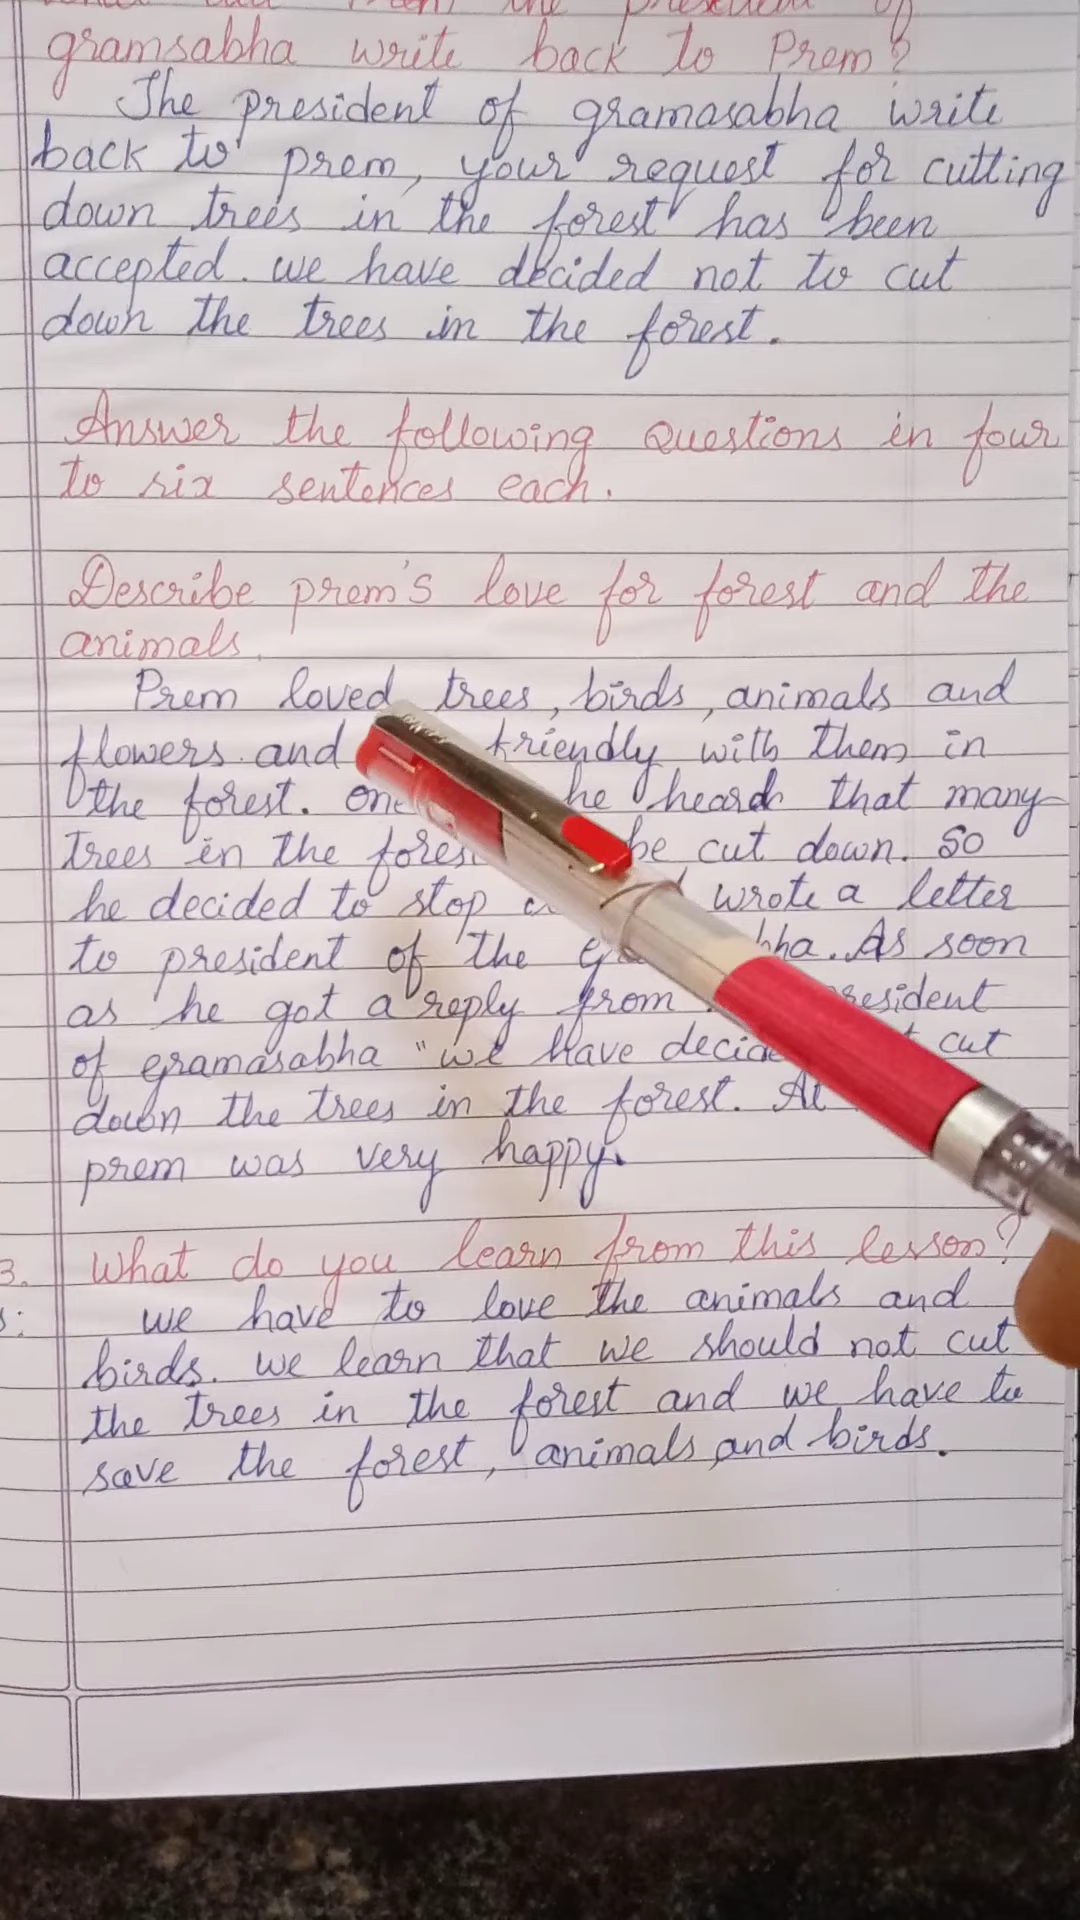 the president of
gramsabha write back to Prem?
The president of gramasabha write
back to prem, your request for cutting
down trees in the forest has been
accepted. we have decided not to cut
down the trees in the forest.
Answer the following Questions in four
to six sentences each.
Describe prem's love for forest and the
animals.
Prem loved trees, birds, animals and
flowers. and friendly with them in
the forest. he heard that many
trees in the be cut down. So
he decided to stop wrote a letter
to president of the As soon
as he got a reply from
of gramasabha "we have cut
down the trees in the forest.
prem was very happy.
3. What do you learn from this lesson?
we have to love the animals and
birds. we learn that we should not cut
the trees in the forest and we have to
save the forest, animals and birds.